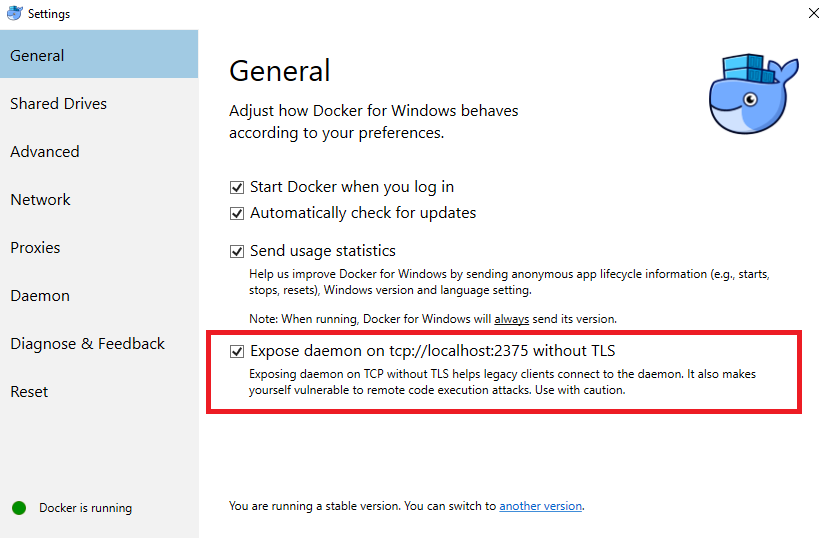 Settings
General
Shared Drives
Advanced
Network
Proxies
Daemon
Diagnose & Feedback
Reset
Docker is running
General
Adjust how Docker for Windows behaves
according to your preferences.
Start Docker when you log in
Automatically check for updates
Send usage statistics
Help us improve Docker for Windows by sending anonymous app lifecycle information (e.g., starts,
stops, resets), Windows version and language setting.
Note: When running, Docker for Windows will always send its version.
Expose daemon on tcp://localhost:2375 without TLS
Exposing daemon on TCP without TLS helps legacy clients connect to the daemon. It also makes
yourself vulnerable to remote code execution attacks. Use with caution.
You are running a stable version. You can switch to another version.